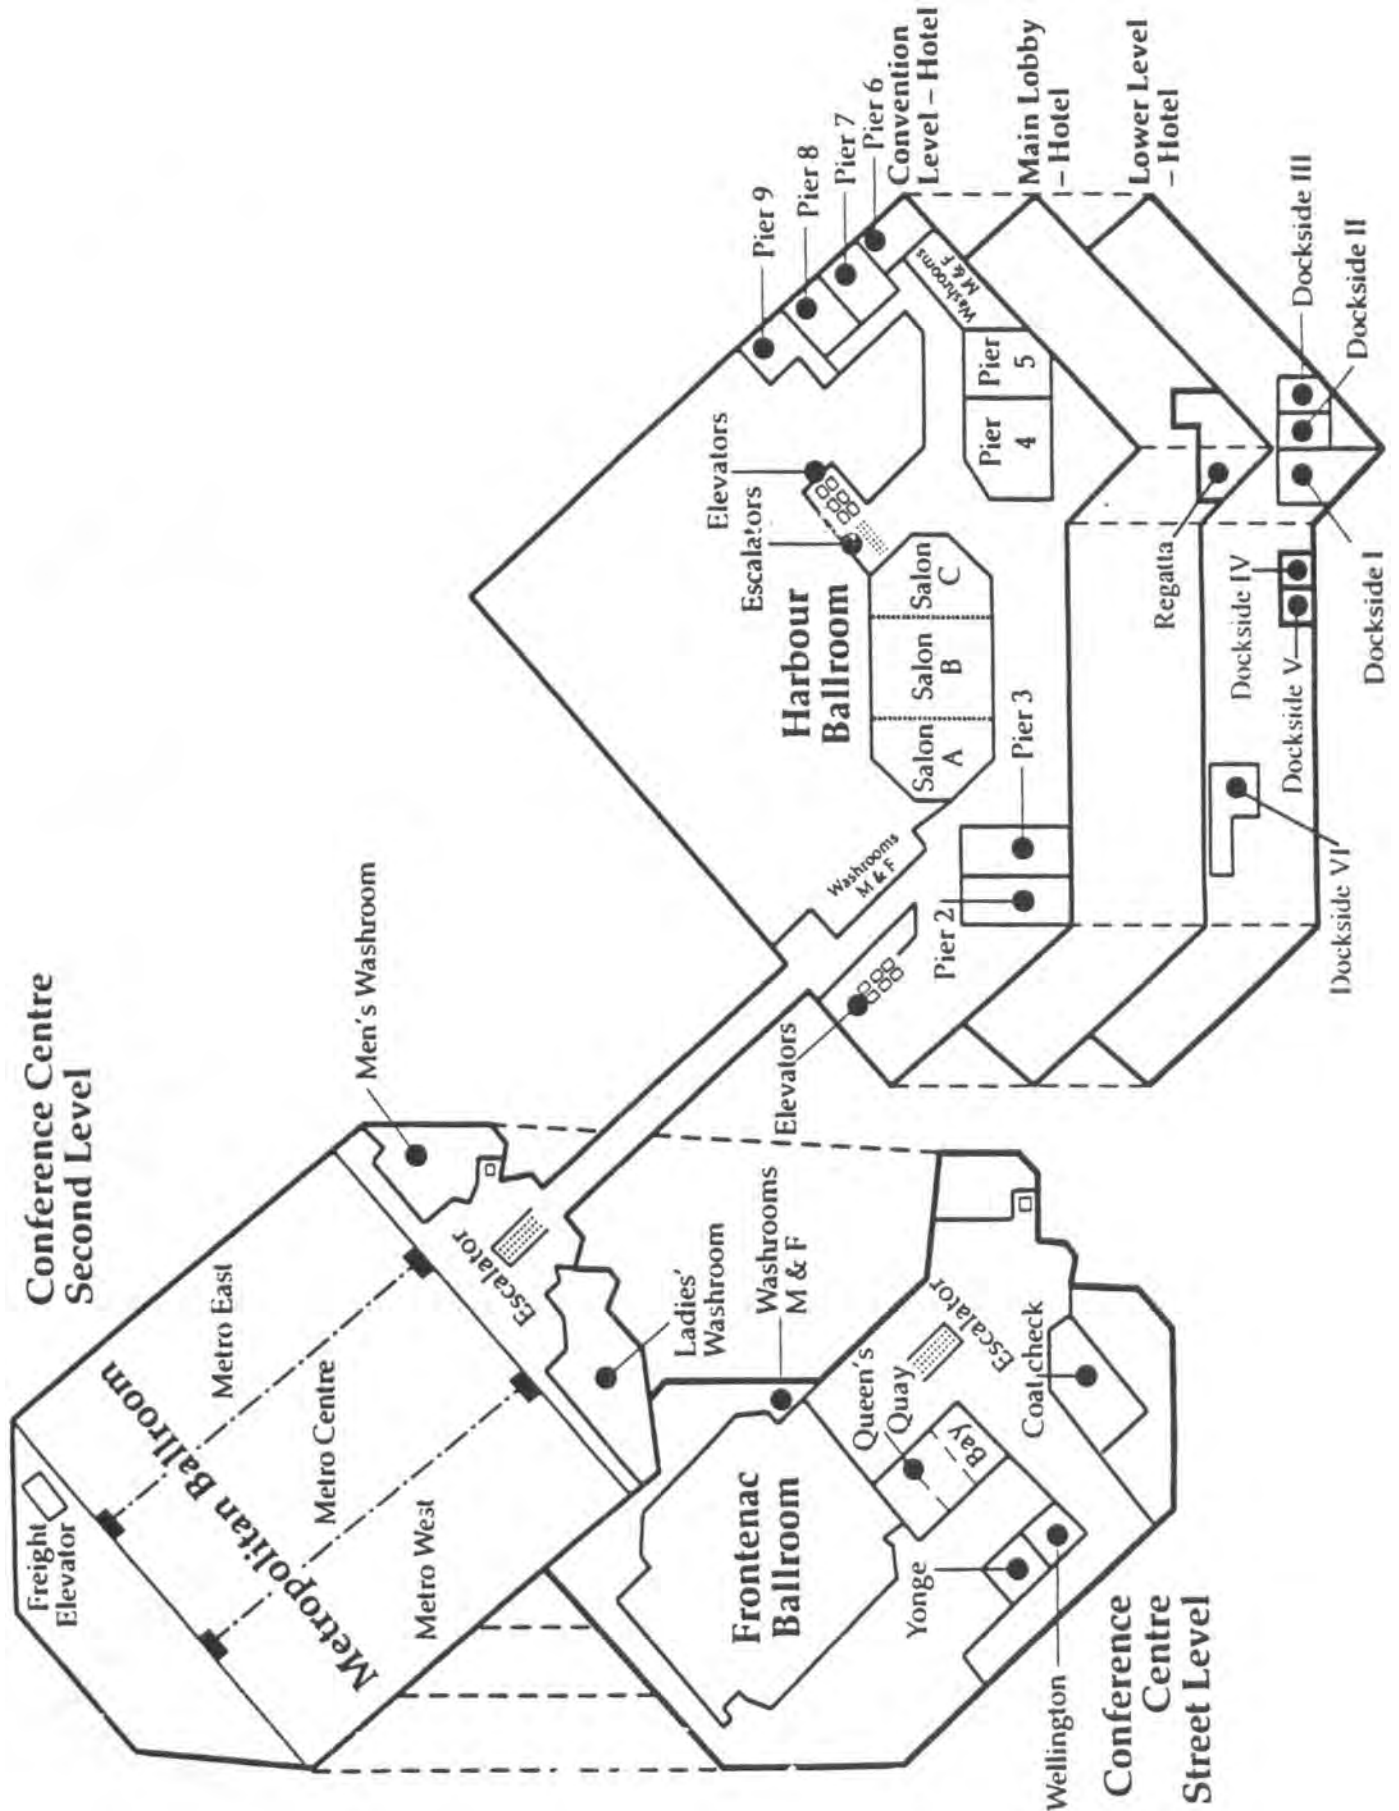 Conference Centre
Second Level
Freight
Elevator
Metropolitan Ballroom
Metro East
Metro Centre
Metro West
Men's Washroom
Escalator
Ladies'
Washroom
Washrooms
M & F
Frontenac
Ballroom
Queen's
Quay
Bay
Yonge
Wellington
Escalator
Coat check
Conference
Centre
Street Level
Elevators
Washrooms
M & F
Pier 2
Pier 3
Harbour
Ballroom
Salon
A
Salon
B
Salon
C
Escalators
Elevators
Pier
4
Pier
5
Washrooms
M & F
Pier 9
Pier 8
Pier 7
Pier 6
Convention
Level – Hotel
Main Lobby
– Hotel
Lower Level
– Hotel
Regatta
Dockside III
Dockside II
Dockside I
Dockside IV
Dockside V
Dockside VI